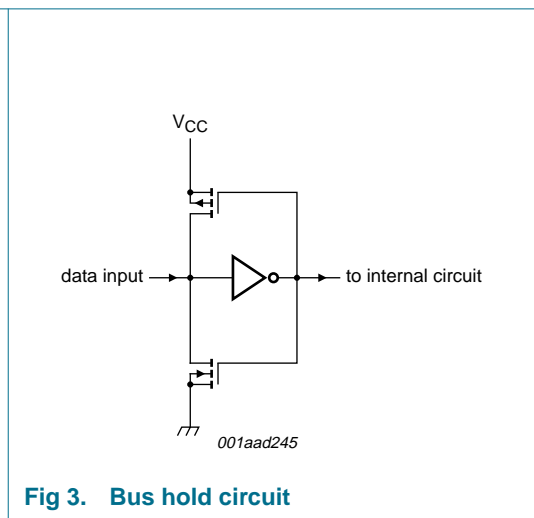 VCC
data input
to internal circuit
001aad245
Fig 3. Bus hold circuit